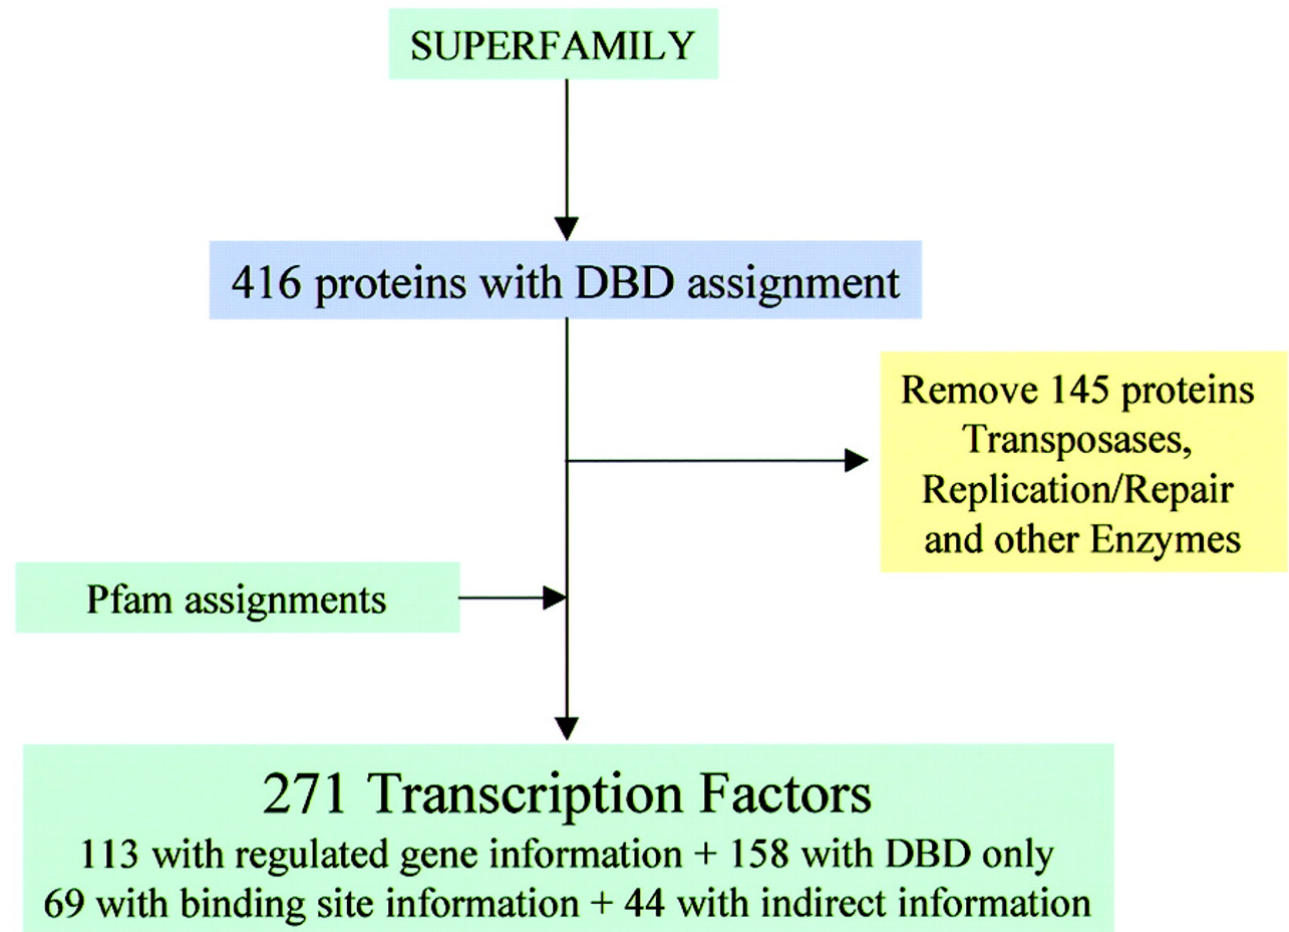 SUPERFAMILY
416 proteins with DBD assignment
Remove 145 proteins
Transposases,
Replication/Repair
and other Enzymes
Pfam assignments
271 Transcription Factors
113 with regulated gene information + 158 with DBD only
69 with binding site information + 44 with indirect information